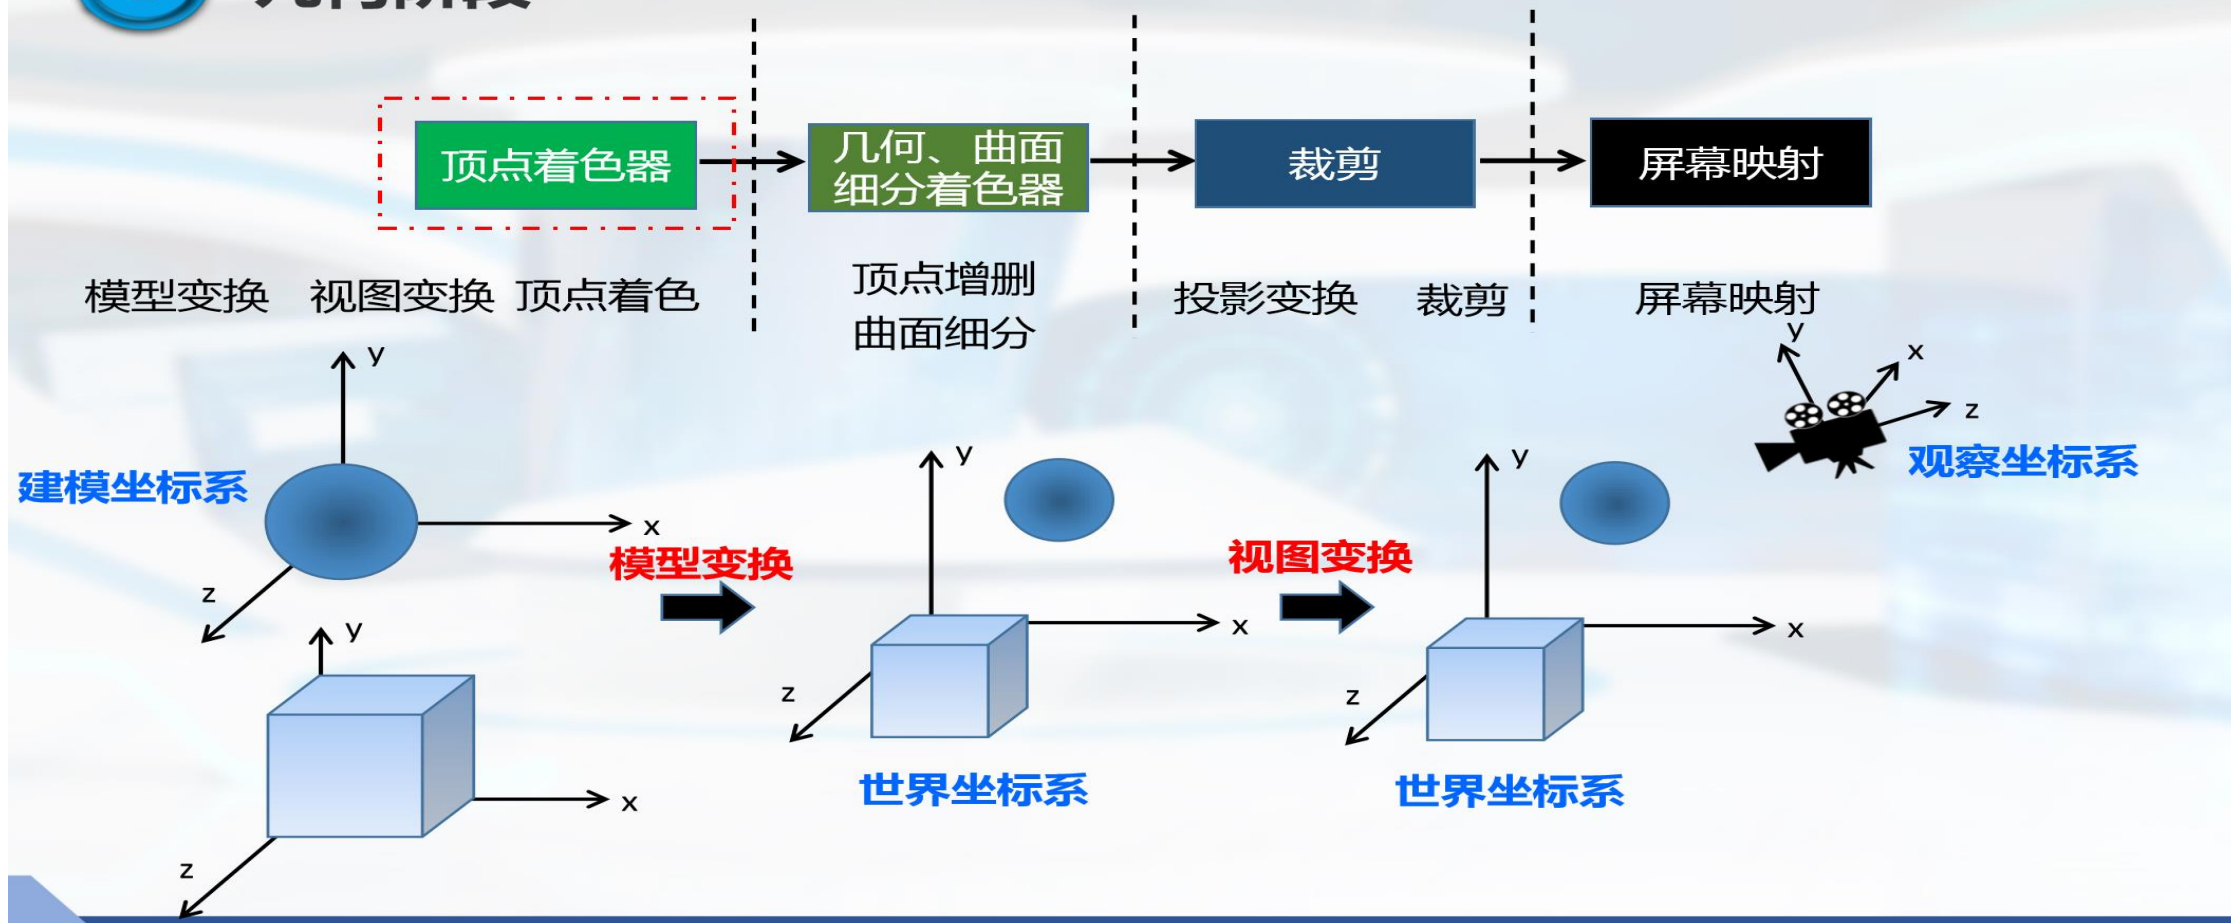 几何阶段
顶点着色器
几何、曲面
细分着色器
裁剪
屏幕映射
模型变换 视图变换 顶点着色
顶点增删
曲面细分
投影变换 裁剪
屏幕映射
y
x
z
建模坐标系
y
x
z
模型变换
y
x
z
世界坐标系
视图变换
y
x
z
世界坐标系
y
x
z
观察坐标系